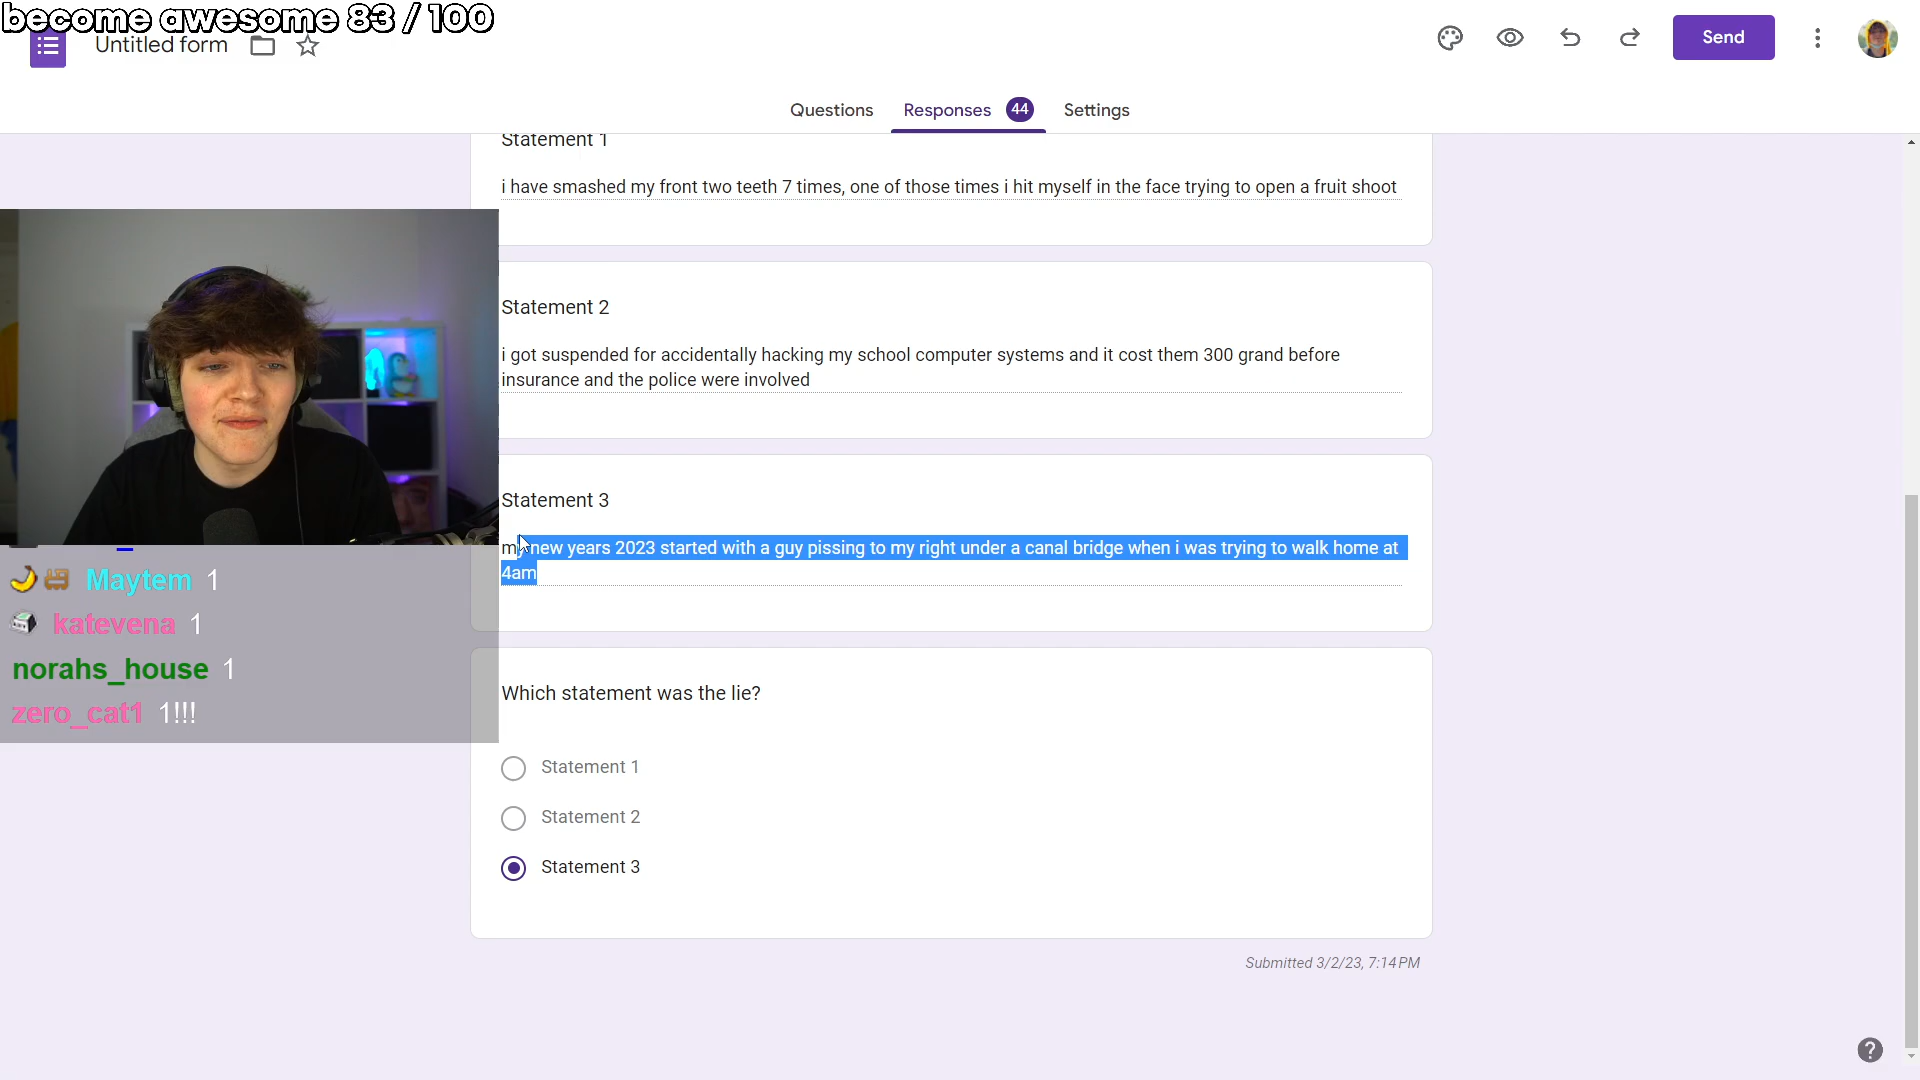 become awesome 83 / 100
Untitled form
Send
Questions
Responses 44
Settings
Statement 1
i have smashed my front two teeth 7 times, one of those times i hit myself in the face trying to open a fruit shoot
Statement 2
i got suspended for accidentally hacking my school computer systems and it cost them 300 grand before
insurance and the police were involved
Statement 3
new years 2023 started with a guy pissing to my right under a canal bridge when i was trying to walk home at
4am
Maytem 1
katevena 1
norahs_house 1
zero_cat1 1!!!
Which statement was the lie?
Statement 1
Statement 2
Statement 3
Submitted 3/2/23, 7:14 PM